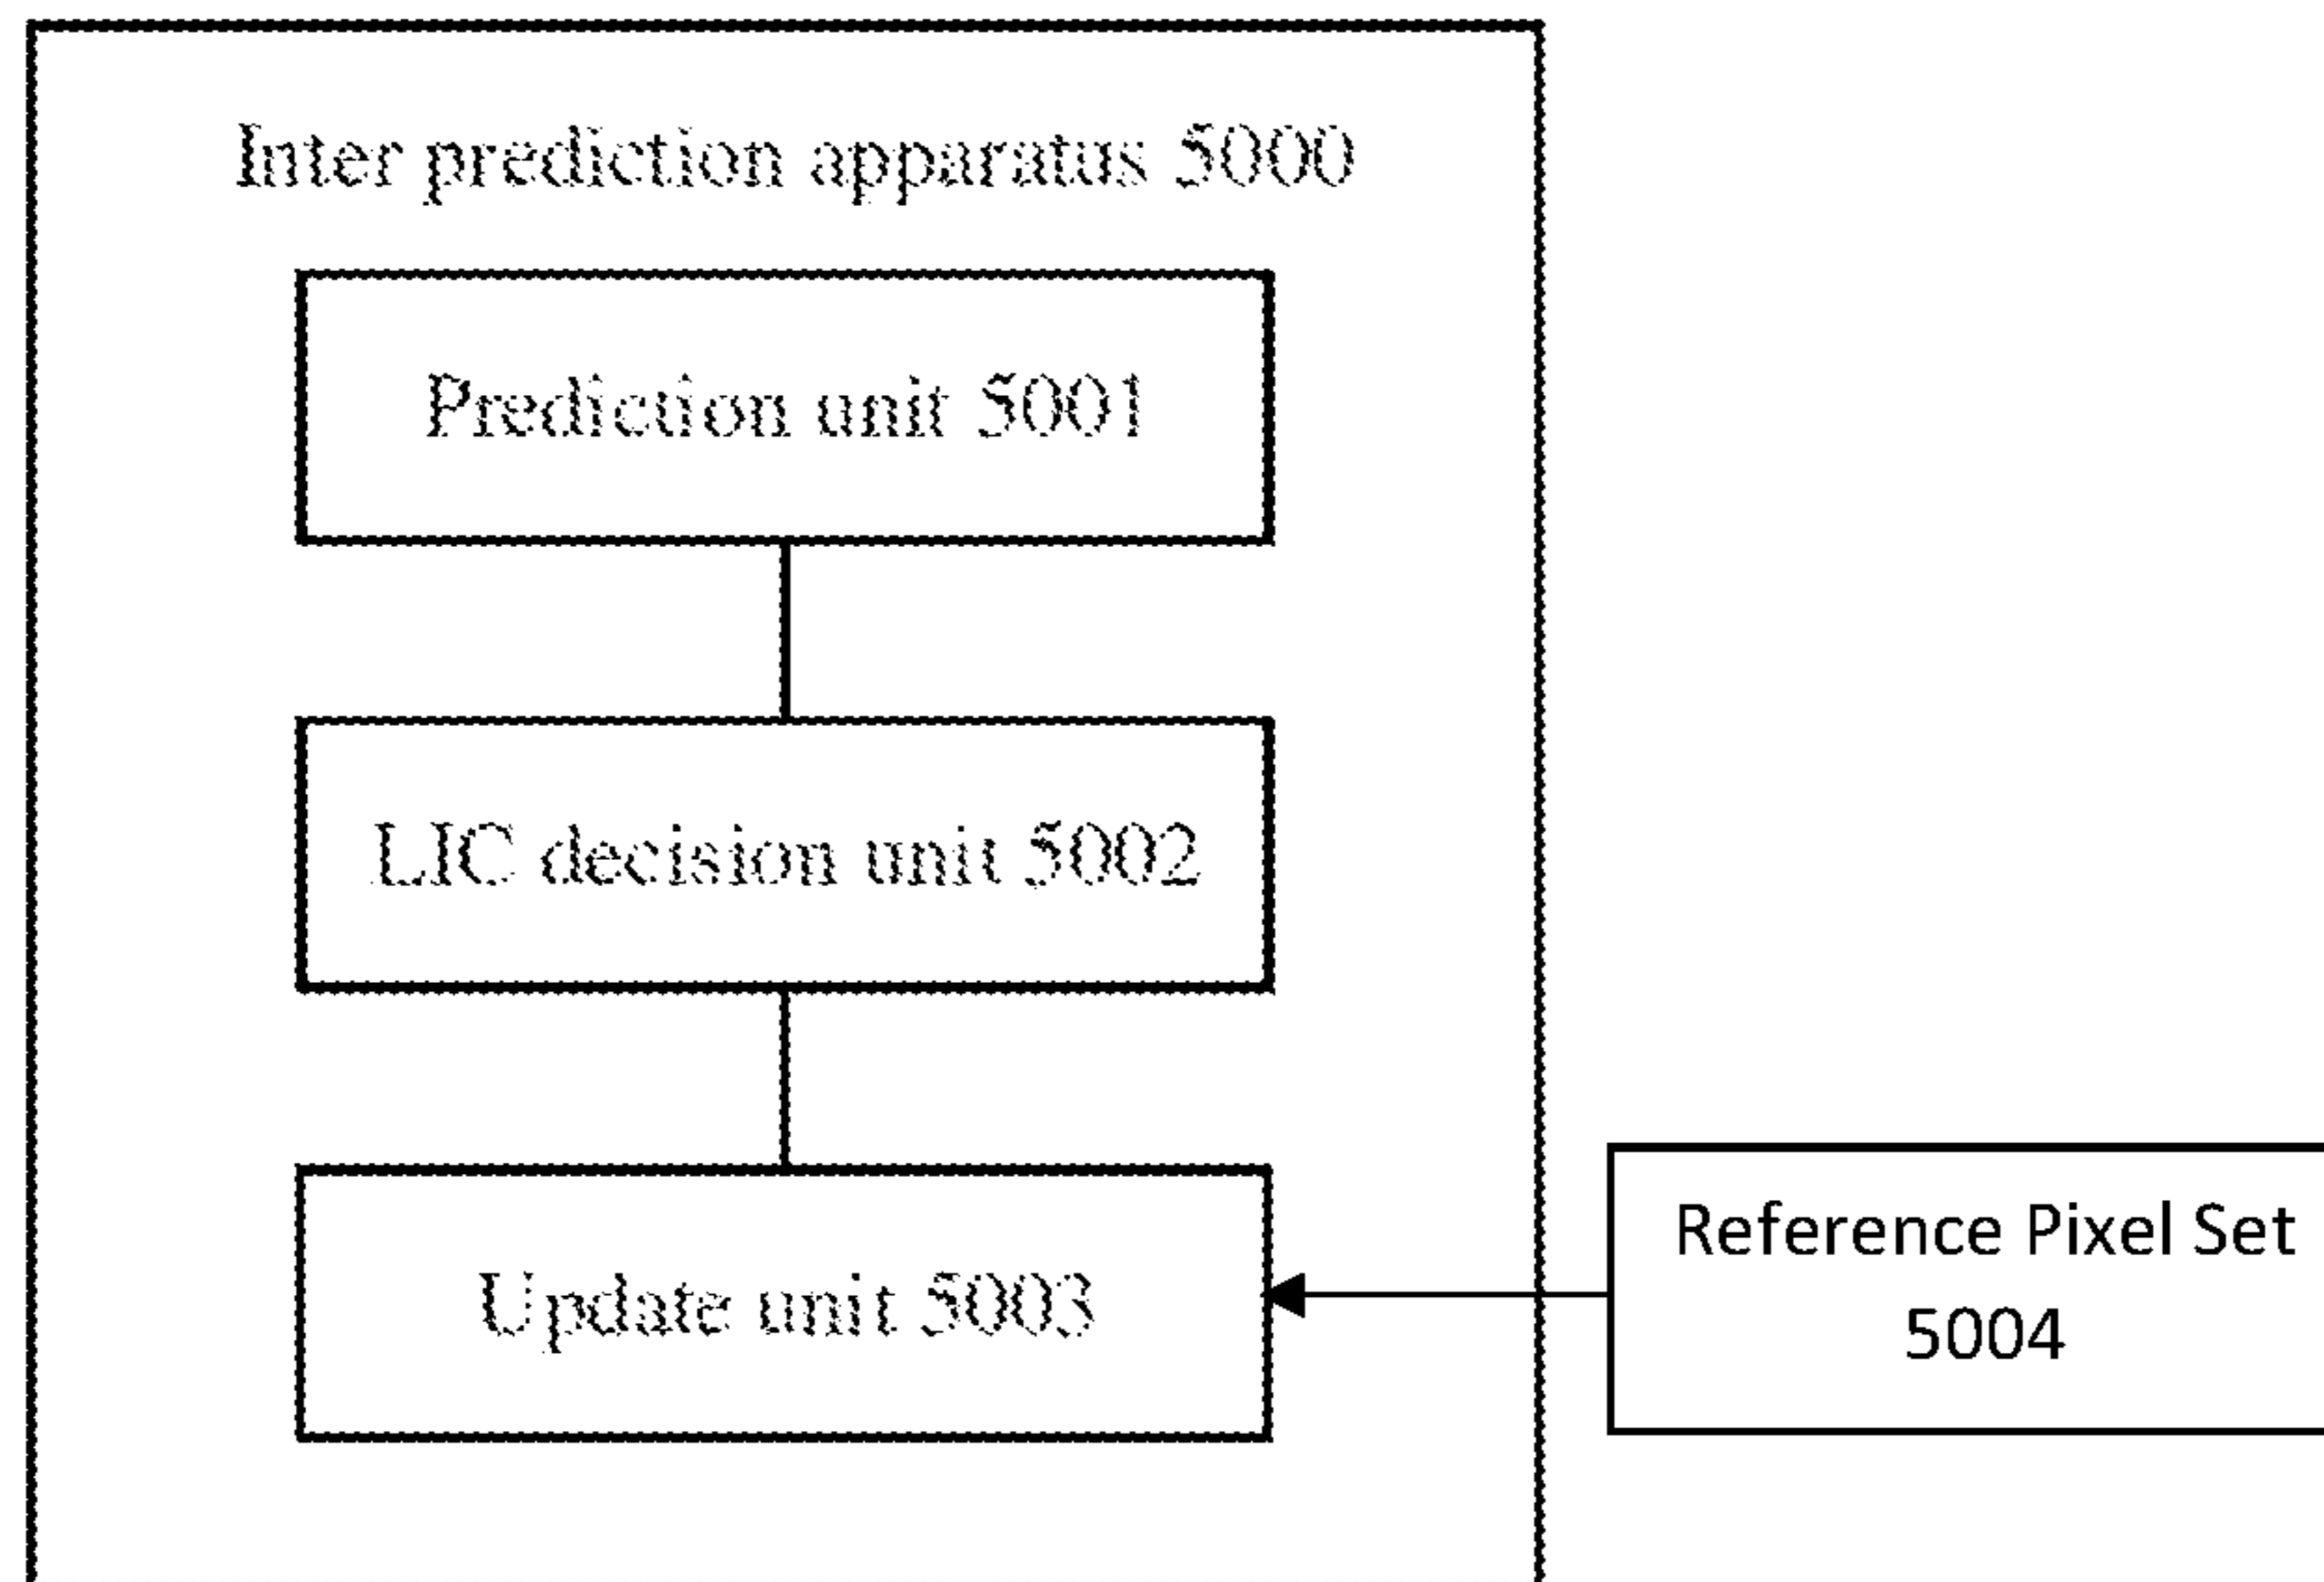 Inter prediction apparatus 5000
Prediction unit 5001
LIC decision unit 5002
Update unit 5003
Reference Pixel Set
5004